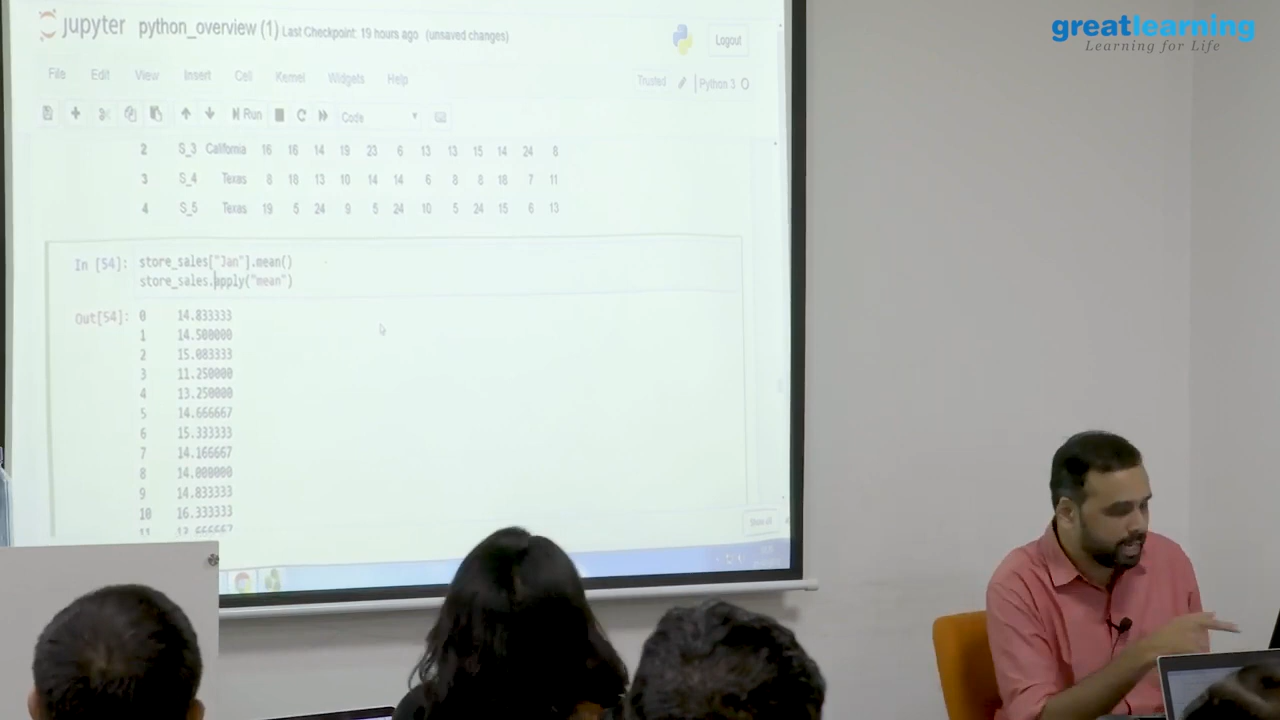 greatlearning
Learning for Life
jupyter python_overview (1) Last Checkpoint: 19 hours ago (unsaved changes)
Logout
File Edit View Insert Cell Kernel Widgets Help
Trusted Python 3
Run Code
2 S_3 California 16 16 14 19 23 6 13 13 15 14 24 8
3 S_4 Texas 8 18 13 10 14 14 6 8 8 18 7 11
4 S_5 Texas 19 5 24 9 5 24 10 5 24 15 6 13
In [54]: store_sales["Jan"].mean()
store_sales.apply("mean")
Out[54]: 0 14.833333
1 14.500000
2 15.083333
3 11.250000
4 13.250000
5 14.666667
6 15.333333
7 14.166667
8 14.000000
9 14.833333
10 16.333333
11
Show all